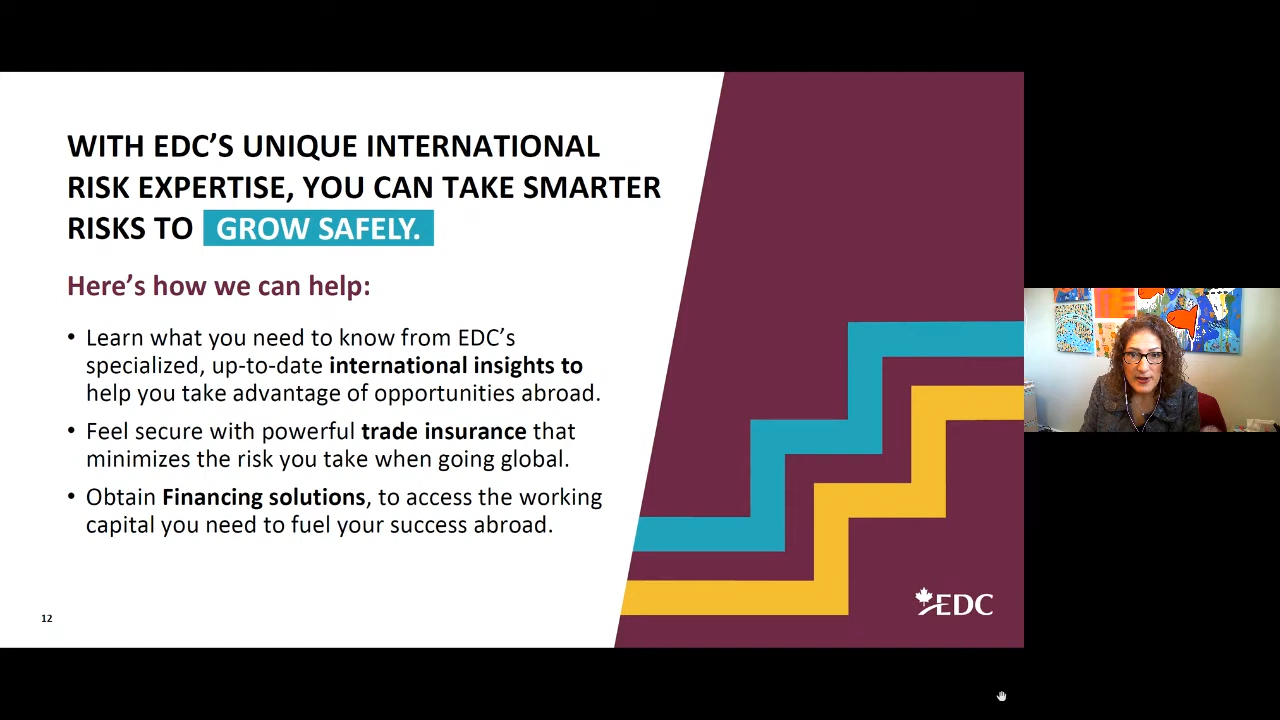 WITH EDC’S UNIQUE INTERNATIONAL
RISK EXPERTISE, YOU CAN TAKE SMARTER
RISKS TO GROW SAFELY.
Here’s how we can help:
• Learn what you need to know from EDC’s
specialized, up-to-date international insights to
help you take advantage of opportunities abroad.
• Feel secure with powerful trade insurance that
minimizes the risk you take when going global.
• Obtain Financing solutions, to access the working
capital you need to fuel your success abroad.
12
EDC